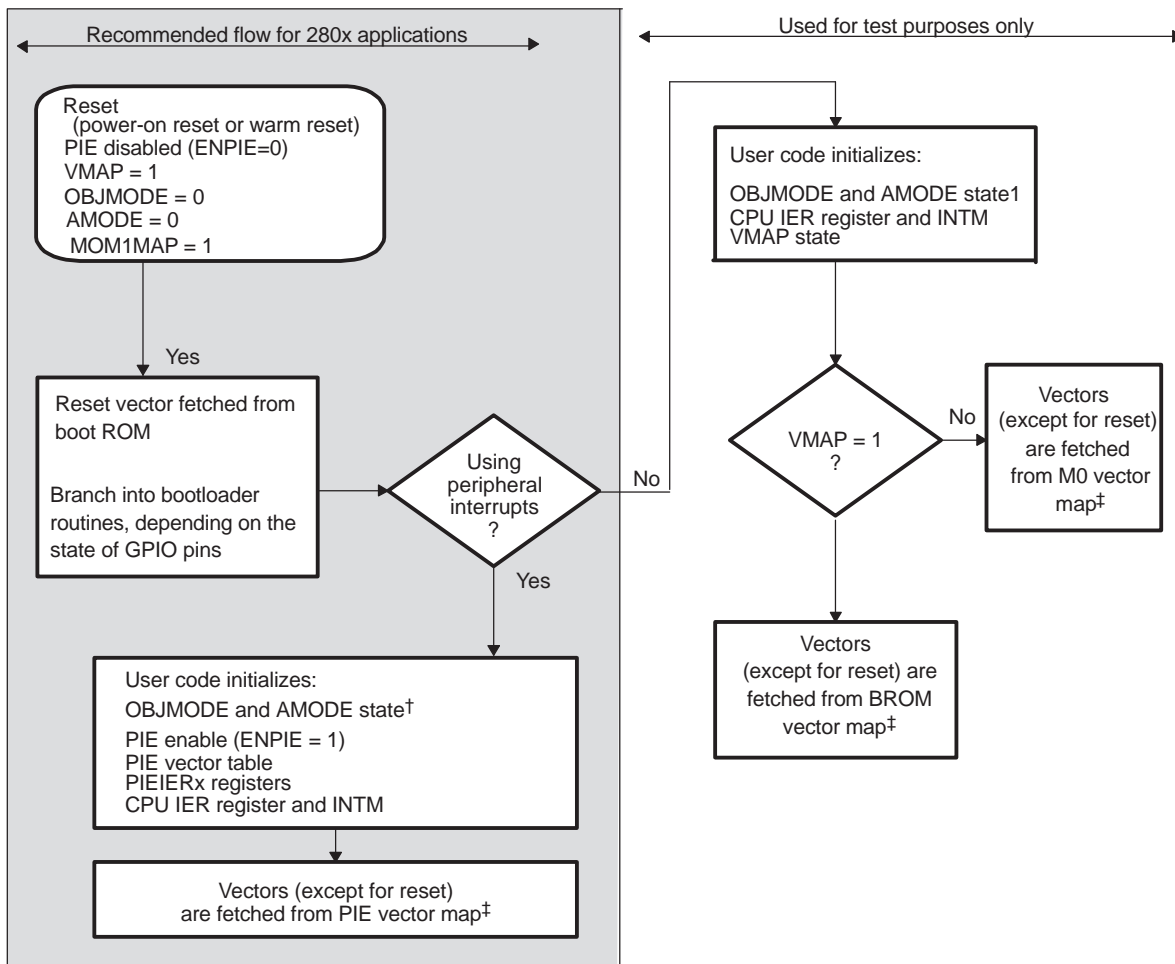 Recommended flow for 280x applications
Used for test purposes only
Reset
(power-on reset or warm reset)
PIE disabled (ENPIE=0)
VMAP = 1
OBJMODE = 0
AMODE = 0
MOM1MAP = 1
Yes
Reset vector fetched from
boot ROM
Branch into bootloader
routines, depending on the
state of GPIO pins
Using
peripheral
interrupts
?
No
Yes
User code initializes:
OBJMODE and AMODE state†
PIE enable (ENPIE = 1)
PIE vector table
PIEIERx registers
CPU IER register and INTM
Vectors (except for reset)
are fetched from PIE vector map‡
User code initializes:
OBJMODE and AMODE state1
CPU IER register and INTM
VMAP state
VMAP = 1
?
No
Vectors
(except for reset)
are fetched
from M0 vector
map‡
Vectors
(except for reset) are
fetched from BROM
vector map‡